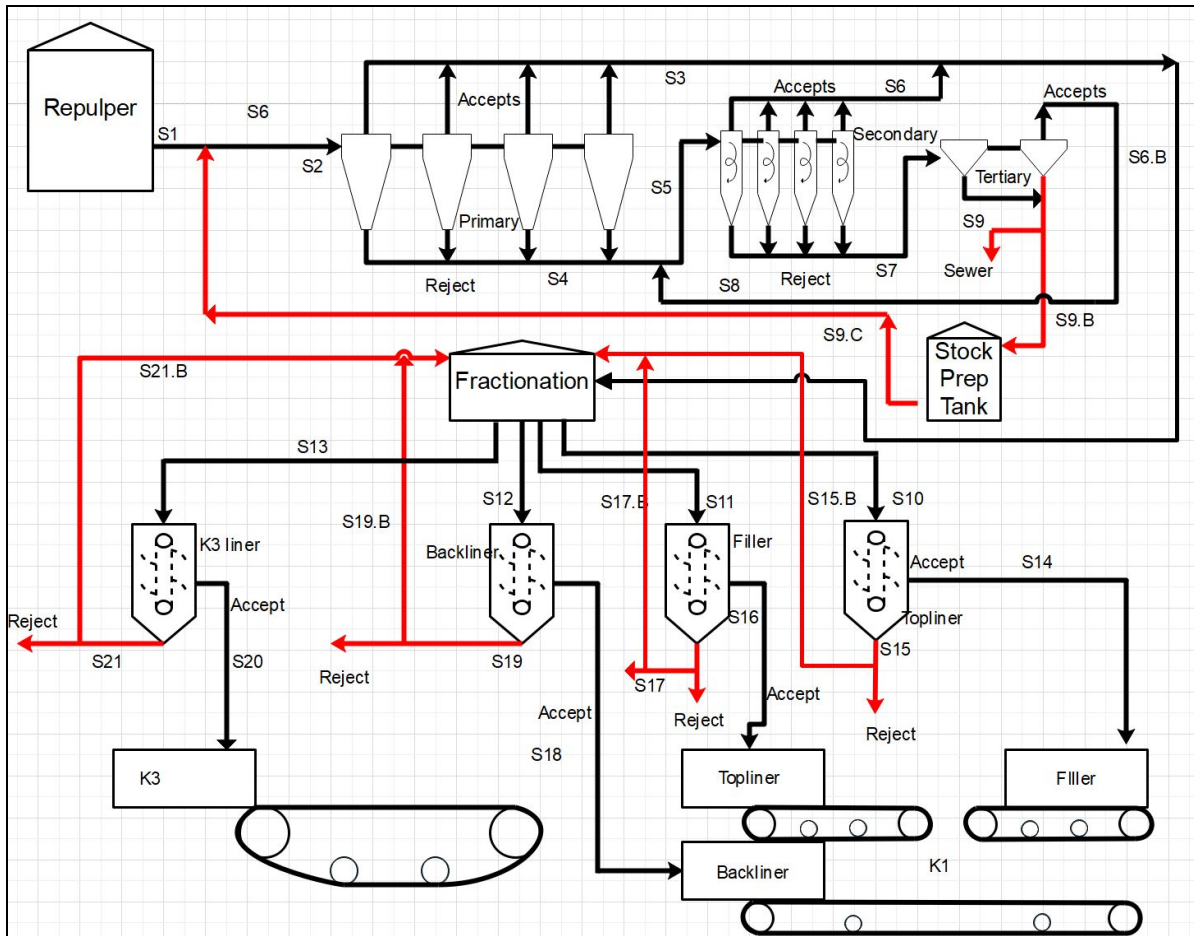 Repulper
S1
S6
S2
Accepts
S3
Primary
Reject
S4
S5
Accepts
S6
Secondary
Reject
S8
S7
Accepts
Tertiary
S6.B
S9
Sewer
S9.B
S9.C
Stock
Prep
Tank
Fractionation
S21.B
S13
S19.B
S12
S17.B
S11
S15.B
S10
K3 liner
Backliner
Filler
Topliner
Accept
Reject
S21
S20
Reject
S19
Accept
S18
S16
S17
Reject
Accept
Accept
S14
S15
Reject
K3
Topliner
FIller
Backliner
K1